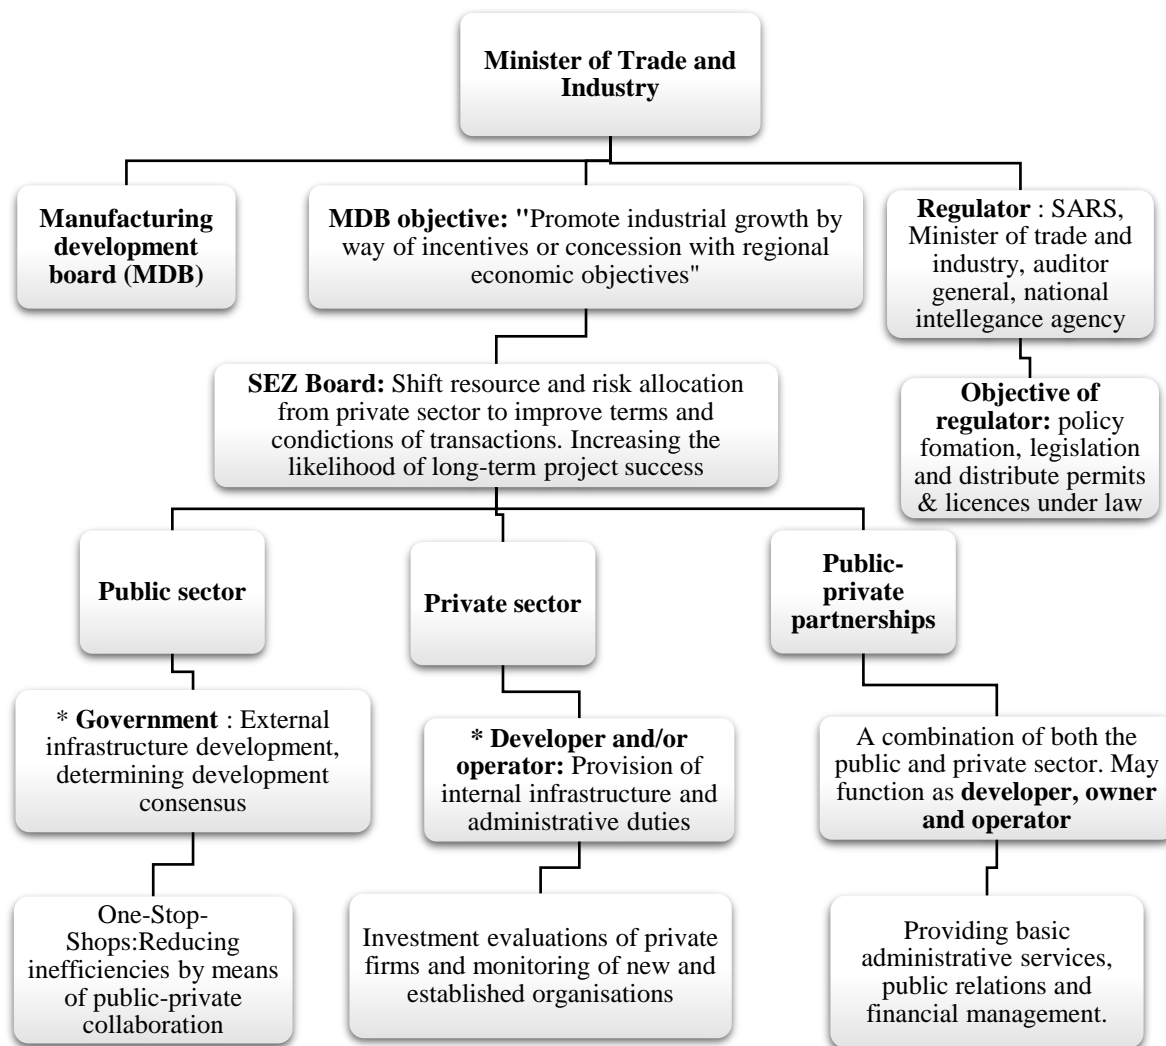 Minister of Trade and
Industry
Manufacturing
development
board (MDB)
MDB objective: "Promote industrial growth by
way of incentives or concession with regional
economic objectives"
Regulator : SARS,
Minister of trade and
industry, auditor
general, national
intellegance agency
SEZ Board: Shift resource and risk allocation
from private sector to improve terms and
conditions of transactions. Increasing the
likelihood of long-term project success
Objective of
regulator: policy
fomation, legislation
and distribute permits
& licences under law
Public sector
Private sector
Public-
private
partnerships
* Government : External
infrastructure development,
determining development
consensus
* Developer and/or
operator: Provision of
internal infrastructure and
administrative duties
A combination of both the
public and private sector. May
function as developer, owner
and operator
One-Stop-
Shops:Reducing
inefficiencies by means
of public-private
collaboration
Investment evaluations of private
firms and monitoring of new and
established organisations
Providing basic
administrative services,
public relations and
financial management.